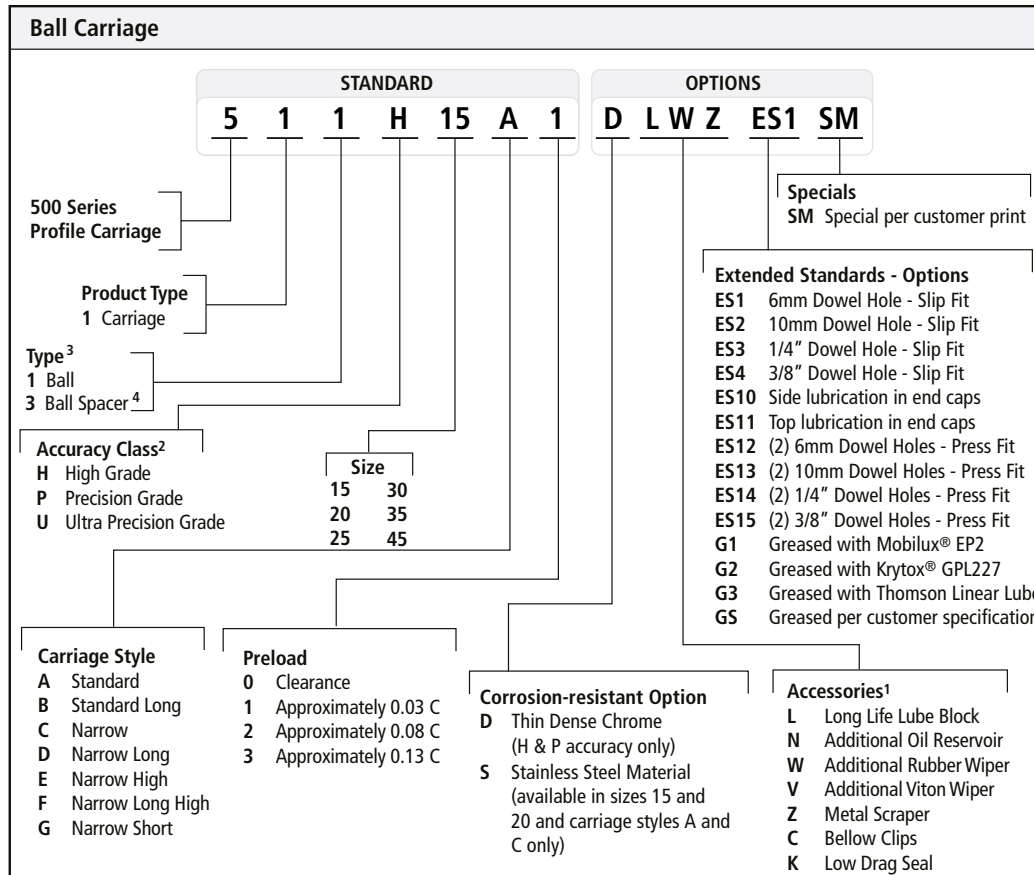 Ball Carriage
STANDARD
OPTIONS
5 1 1 H 15 A 1 D L W Z ES1 SM
500 Series
Profile Carriage
Product Type
1 Carriage
Type3
1 Ball
3 Ball Spacer 4
Accuracy Class2
H High Grade
P Precision Grade
U Ultra Precision Grade
Size
15 30
20 35
25 45
Specials
SM Special per customer print
Extended Standards - Options
ES1 6mm Dowel Hole - Slip Fit
ES2 10mm Dowel Hole - Slip Fit
ES3 1/4" Dowel Hole - Slip Fit
ES4 3/8" Dowel Hole - Slip Fit
ES10 Side lubrication in end caps
ES11 Top lubrication in end caps
ES12 (2) 6mm Dowel Holes - Press Fit
ES13 (2) 10mm Dowel Holes - Press Fit
ES14 (2) 1/4" Dowel Holes - Press Fit
ES15 (2) 3/8" Dowel Holes - Press Fit
G1 Greased with Mobilux® EP2
G2 Greased with Krytox® GPL227
G3 Greased with Thomson Linear Lube
GS Greased per customer specification
Carriage Style
A Standard
B Standard Long
C Narrow
D Narrow Long
E Narrow High
F Narrow Long High
G Narrow Short
Preload
0 Clearance
1 Approximately 0.03 C
2 Approximately 0.08 C
3 Approximately 0.13 C
Corrosion-resistant Option
D Thin Dense Chrome
(H & P accuracy only)
S Stainless Steel Material
(available in sizes 15 and
20 and carriage styles A and
C only)
Accessories1
L Long Life Lube Block
N Additional Oil Reservoir
W Additional Rubber Wiper
V Additional Viton Wiper
Z Metal Scraper
C Bellow Clips
K Low Drag Seal